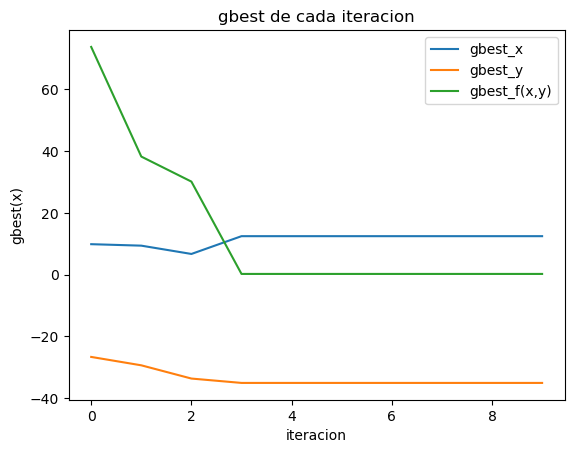 gbest de cada iteracion
gbest_x
gbest_y
gbest_f(x,y)
60
40
20
0
−20
−40
gbest(x)
0 2 4 6 8
iteracion